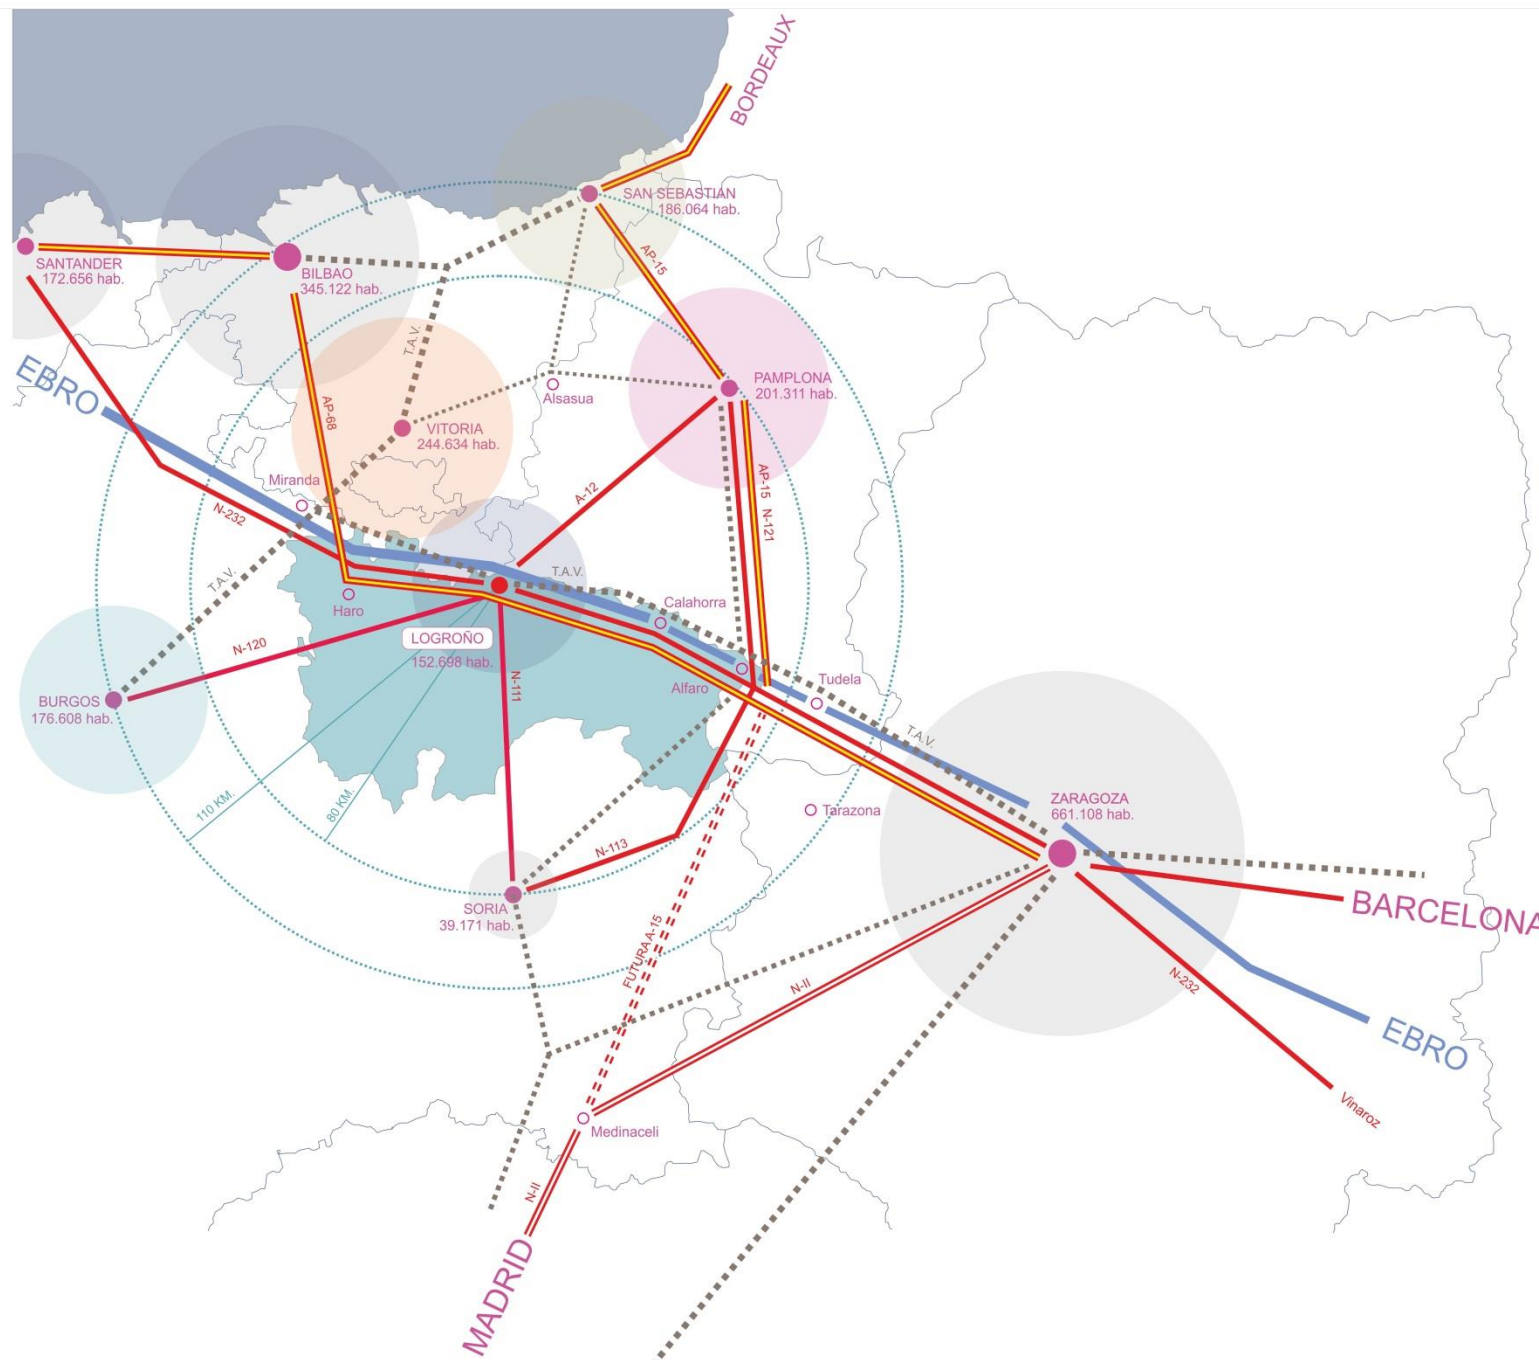 BORDEAUX
SAN SEBASTIAN
186.064 hab.
SANTANDER
172.656 hab.
BILBAO
345.122 hab.
AP-15
T.A.V.
EBRO
AP-68
Alsasua
PAMPLONA
201.311 hab.
VITORIA
244.634 hab.
Miranda
N-232
A-12
AP-15
N-121
T.A.V.
T.A.V.
Haro
Calahorra
LOGROÑO
152.698 hab.
N-120
N-111
Alfaro
Tudela
BURGOS
176.608 hab.
T.A.V.
110 KM.
80 KM.
Tarazona
ZARAGOZA
661.108 hab.
N-113
SORIA
39.171 hab.
BARCELONA
FUTURA A-15
N-II
N-232
EBRO
Vinaroz
Medinaceli
N-II
MADRID